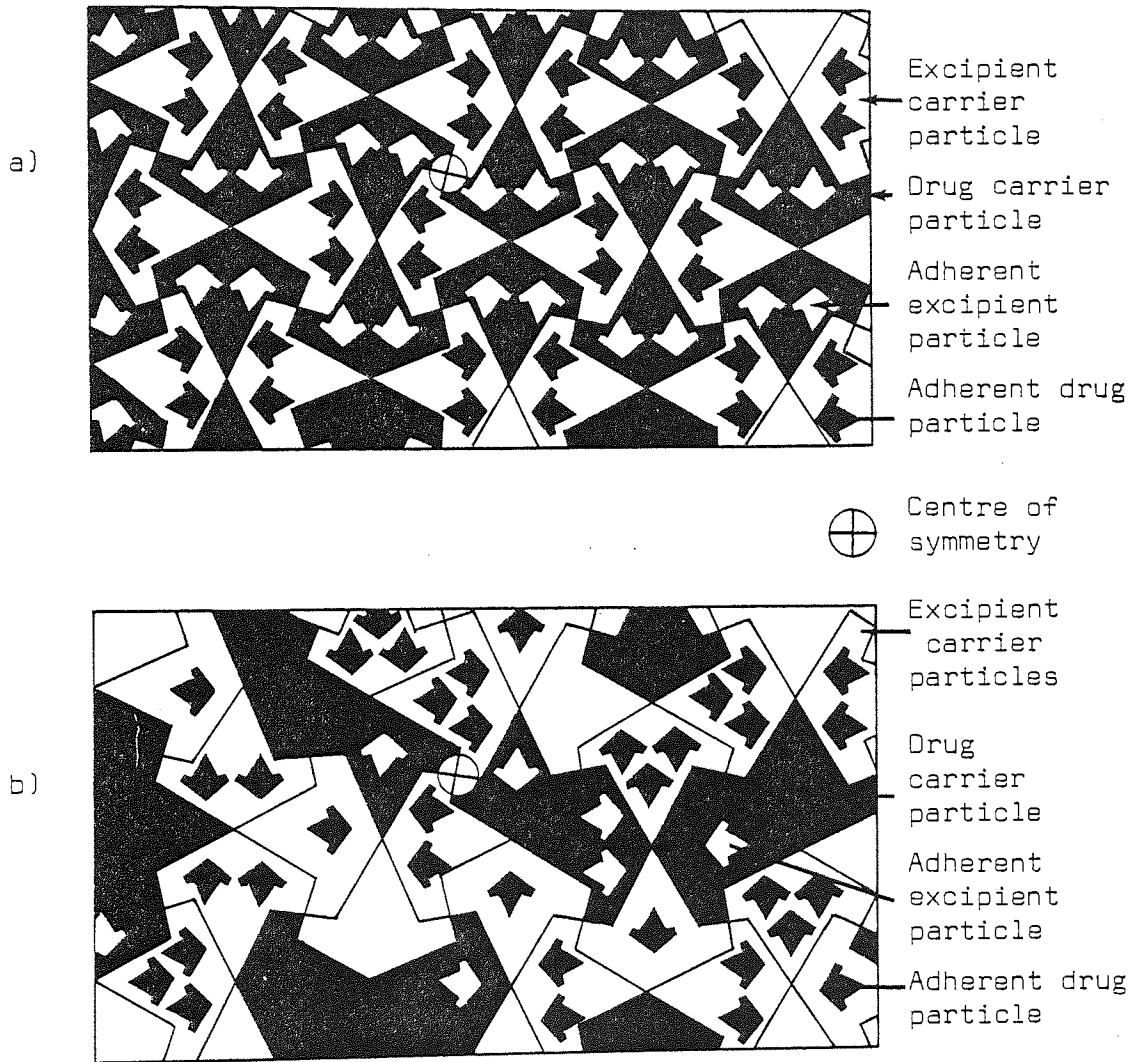 a)
Excipient
carrier
particle
Drug carrier
particle
Adherent
excipient
particle
Adherent drug
particle
Centre of
symmetry
b)
Excipient
carrier
particles
Drug
carrier
particle
Adherent
excipient
particle
Adherent drug
particle